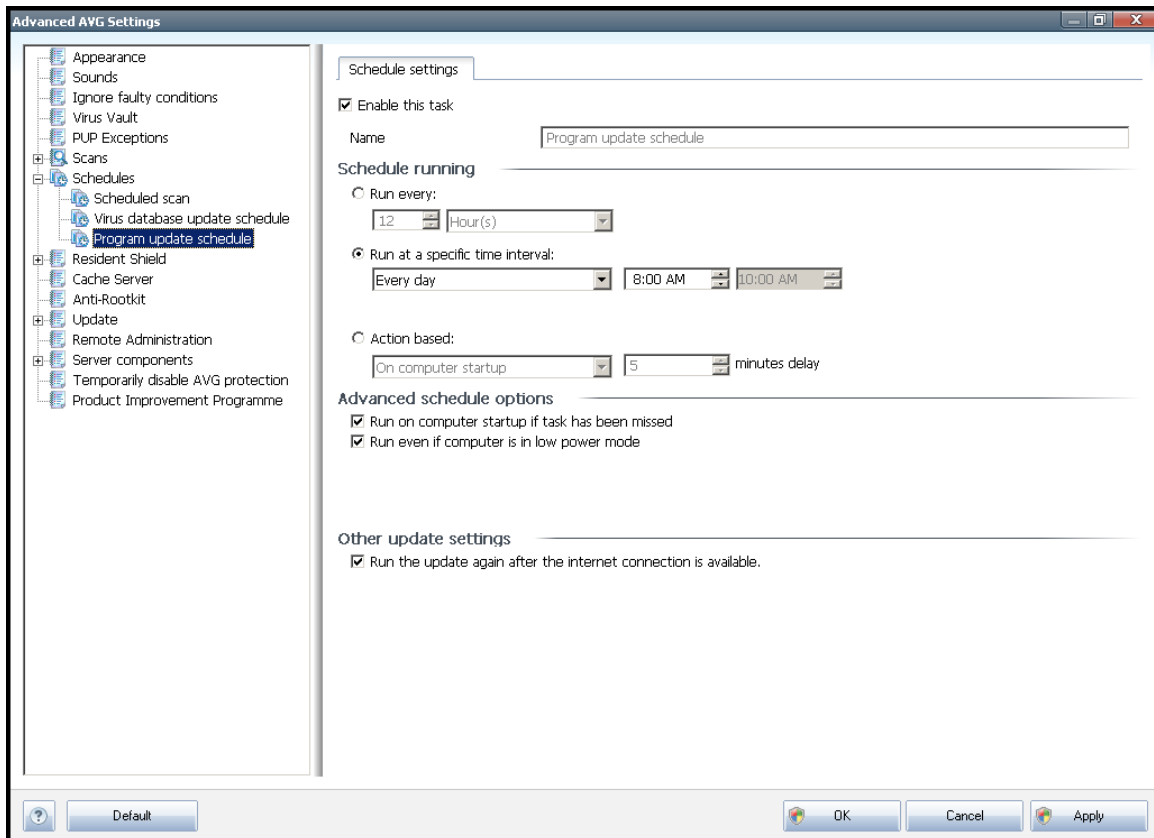 Advanced AVG Settings
Appearance
Sounds
Ignore faulty conditions
Virus Vault
PUP Exceptions
Scans
Schedules
Scheduled scan
Virus database update schedule
Program update schedule
Resident Shield
Cache Server
Anti-Rootkit
Update
Remote Administration
Server components
Temporarily disable AVG protection
Product Improvement Programme
Schedule settings
Enable this task
Name Program update schedule
Schedule running
Run every:
12 Hour(s)
Run at a specific time interval:
Every day 8:00 AM 10:00 AM
Action based:
On computer startup 5 minutes delay
Advanced schedule options
Run on computer startup if task has been missed
Run even if computer is in low power mode
Other update settings
Run the update again after the internet connection is available.
? Default OK Cancel Apply